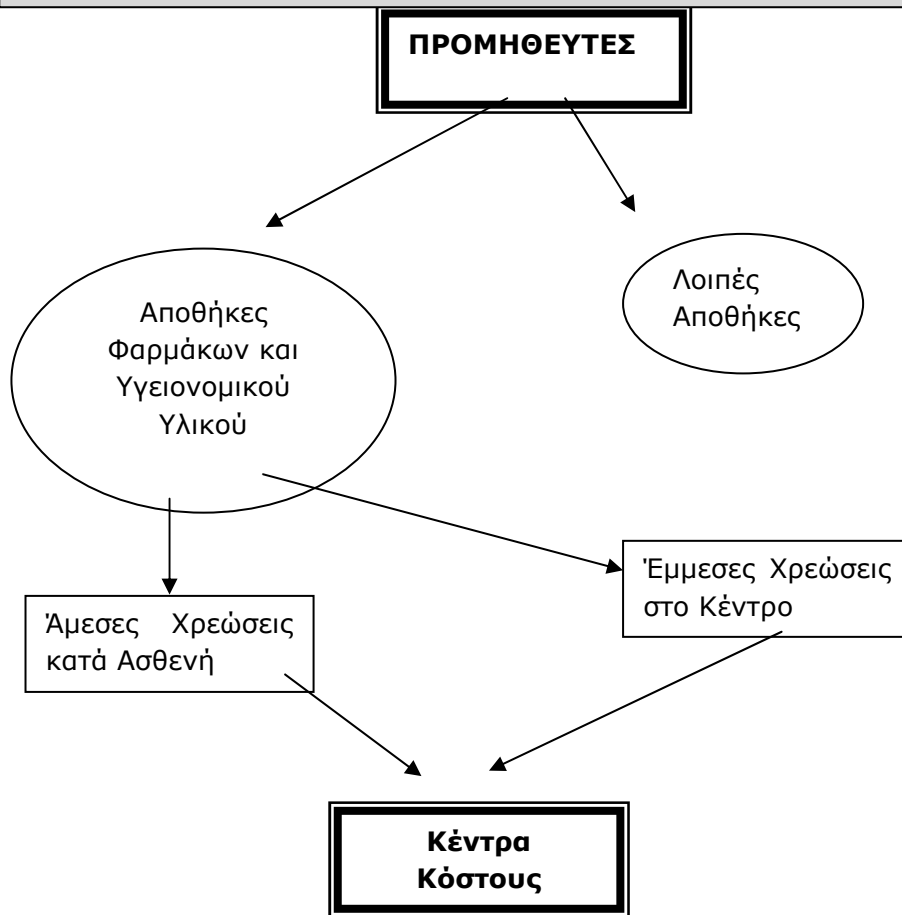 ΠΡΟΜΗΘΕΥΤΕΣ
Λοιπές
Αποθήκες
Αποθήκες
Φαρμάκων και
Υγειονομικού
Υλικού
Έμμεσες Χρεώσεις
στο Κέντρο
Άμεσες Χρεώσεις
κατά Ασθενή
Κέντρα
Κόστους